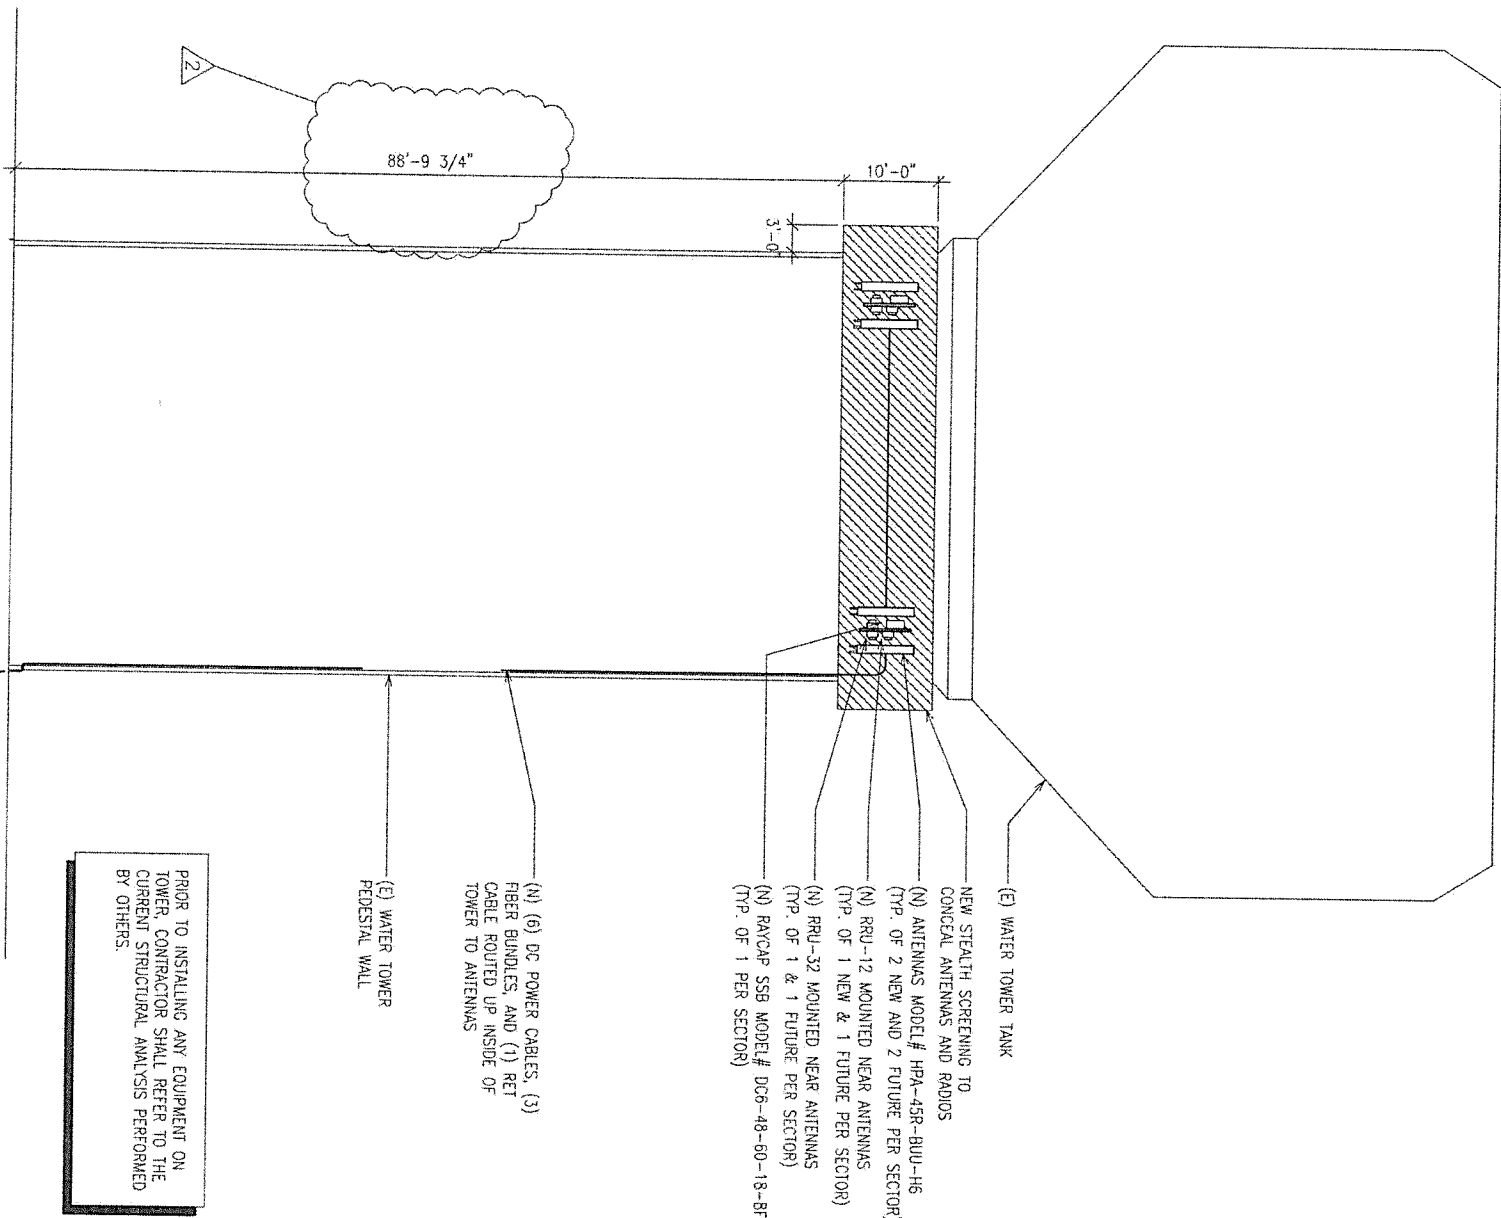 2
88'-9 3/4"
10'-0"
3'-0"
(E) WATER TOWER TANK
NEW STEALTH SCREENING TO
CONCEAL ANTENNAS AND RADIOS
(N) ANTENNAS MODEL# HPA-45R-BUU-H6
(TYP. OF 2 NEW AND 2 FUTURE PER SECTOR)
(N) RRU-12 MOUNTED NEAR ANTENNAS
(TYP. OF 1 NEW & 1 FUTURE PER SECTOR)
(N) RRU-32 MOUNTED NEAR ANTENNAS
(TYP. OF 1 & 1 FUTURE PER SECTOR)
(N) RAYCAP SSB MODEL# DC6-48-60-18-8F
(TYP. OF 1 PER SECTOR)
(N) (6) DC POWER CABLES, (3)
FIBER BUNDLES, AND (1) RET
CABLE ROUTED UP INSIDE OF
TOWER TO ANTENNAS
(E) WATER TOWER
PEDESTAL WALL
PRIOR TO INSTALLING ANY EQUIPMENT ON
TOWER, CONTRACTOR SHALL REFER TO THE
CURRENT STRUCTURAL ANALYSIS PERFORMED
BY OTHERS.